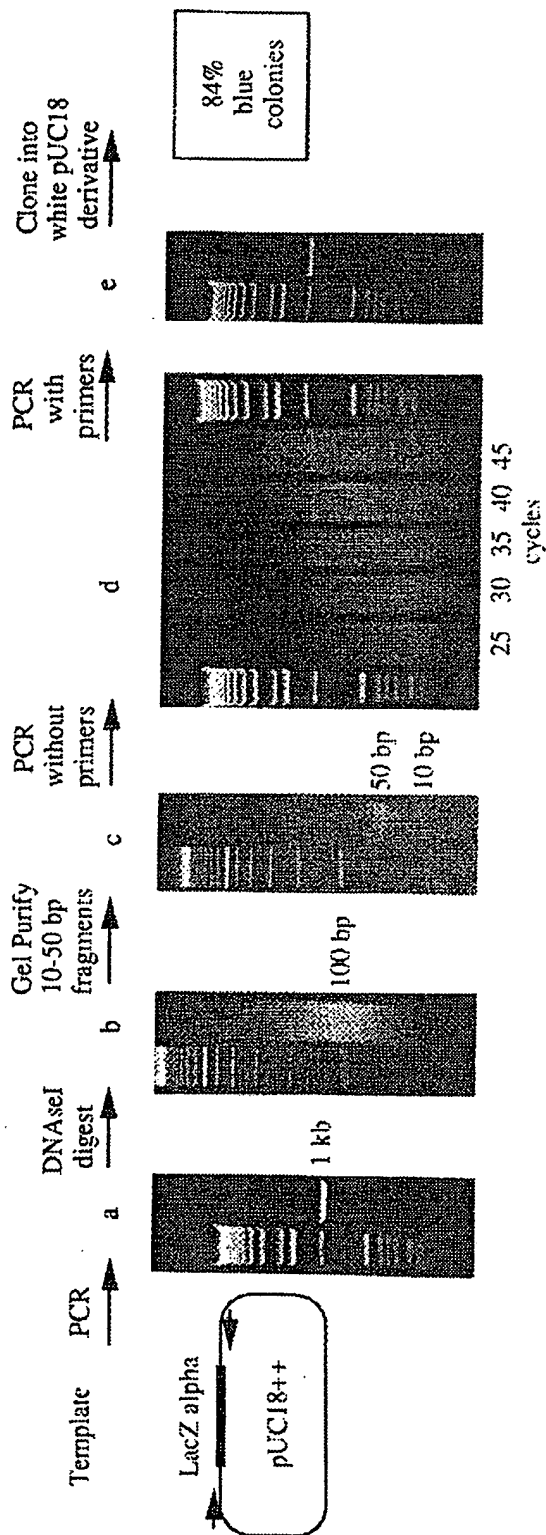 Template
LacZ alpha
pUC18++
PCR
a
1 kb
DNAseI
digest
b
100 bp
Gel Purify
10-50 bp
fragments
c
50 bp
10 bp
PCR
without
primers
d
25 30 35 40 45
cycles
PCR
with
primers
e
Clone into
white pUC18
derivative
84%
blue
colonies